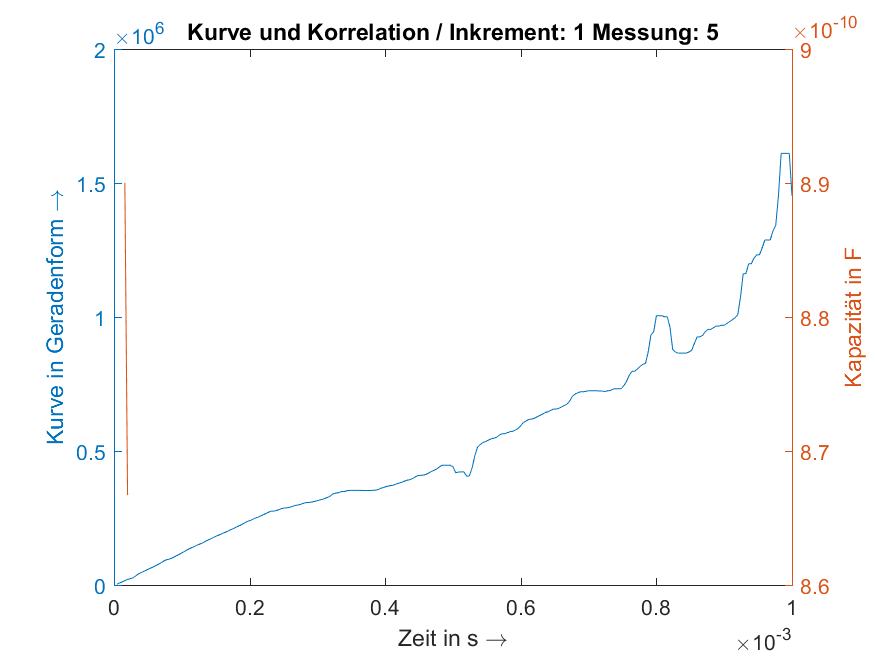 Kurve und Korrelation / Inkrement: 1 Messung: 5
×10⁶
×10⁻¹⁰
2
1.5
1
0.5
0
Kurve in Geradenform →
9
8.9
8.8
8.7
8.6
Kapazität in F
0 0.2 0.4 0.6 0.8 1
Zeit in s →
×10⁻³